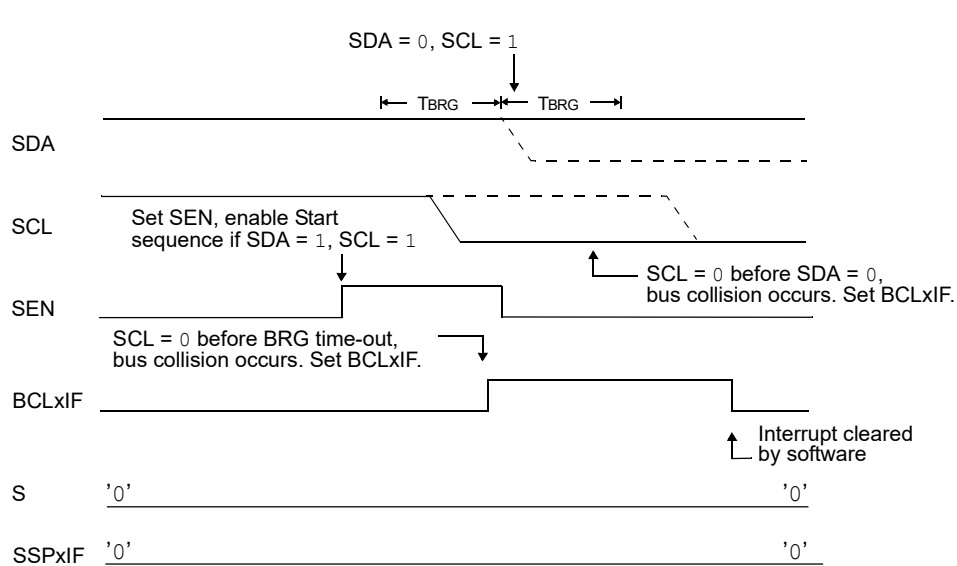 SDA = 0, SCL = 1
TBRG TBRG
SDA
SCL
Set SEN, enable Start
sequence if SDA = 1, SCL = 1
SCL = 0 before SDA = 0,
bus collision occurs. Set BCLxIF.
SEN
SCL = 0 before BRG time-out,
bus collision occurs. Set BCLxIF.
BCLxIF
Interrupt cleared
by software
S '0' '0'
SSPxIF '0' '0'